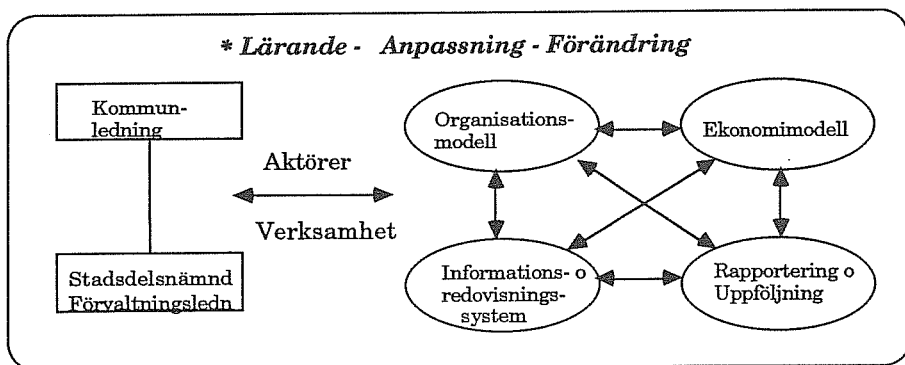 * Lärande - Anpassning - Förändring
Kommun-
ledning
Aktörer
Verksamhet
Stadsdelsnämnd
Förvaltningsledn
Organisations-
modell
Ekonomimodell
Informations- o
redovisnings-
system
Rapportering o
Uppföljning